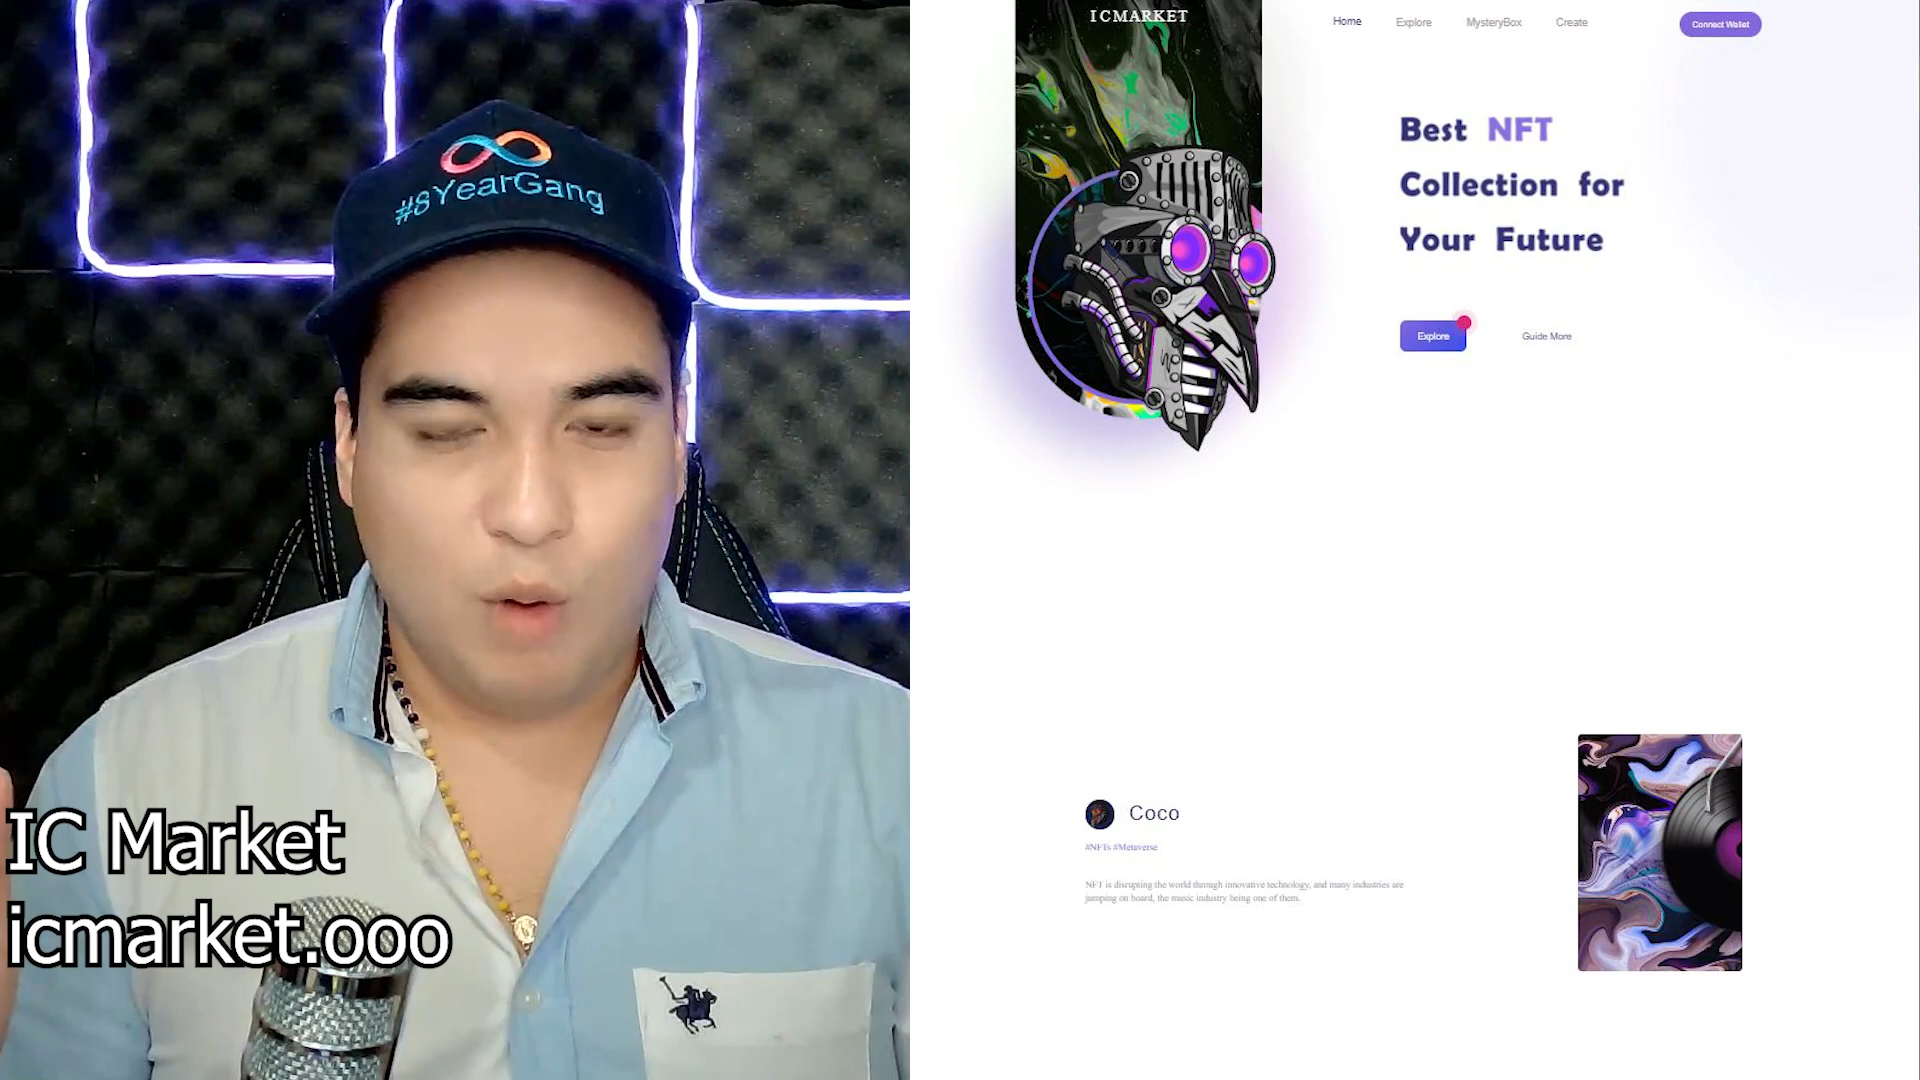 #8YearGang
IC Market
icmarket.ooo
ICMARKET
Home
Explore
MysteryBox
Create
Connect Wallet
Best NFT
Collection for
Your Future
Explore
Guide More
Coco
#NFTs #Metaverse
NFT is disrupting the world through innovative technology, and many industries are
jumping on board, the music industry being one of them.